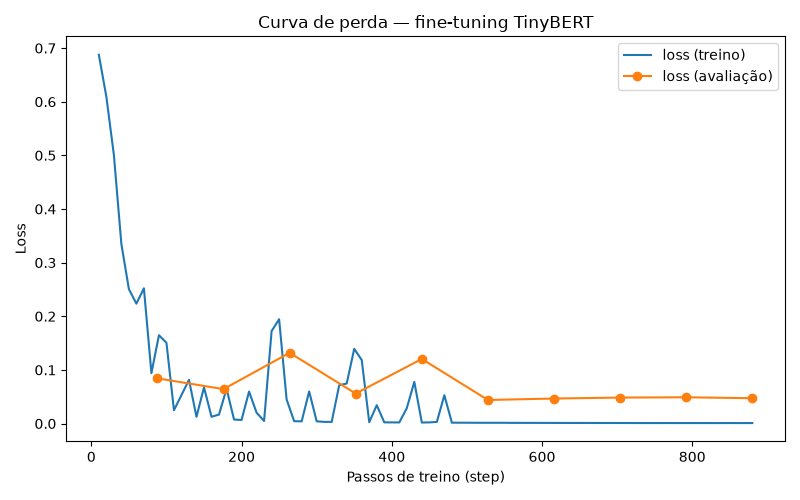 Curva de perda — fine-tuning TinyBERT
loss (treino)
loss (avaliação)
Loss
0.7
0.6
0.5
0.4
0.3
0.2
0.1
0.0
0
200
400
600
800
Passos de treino (step)